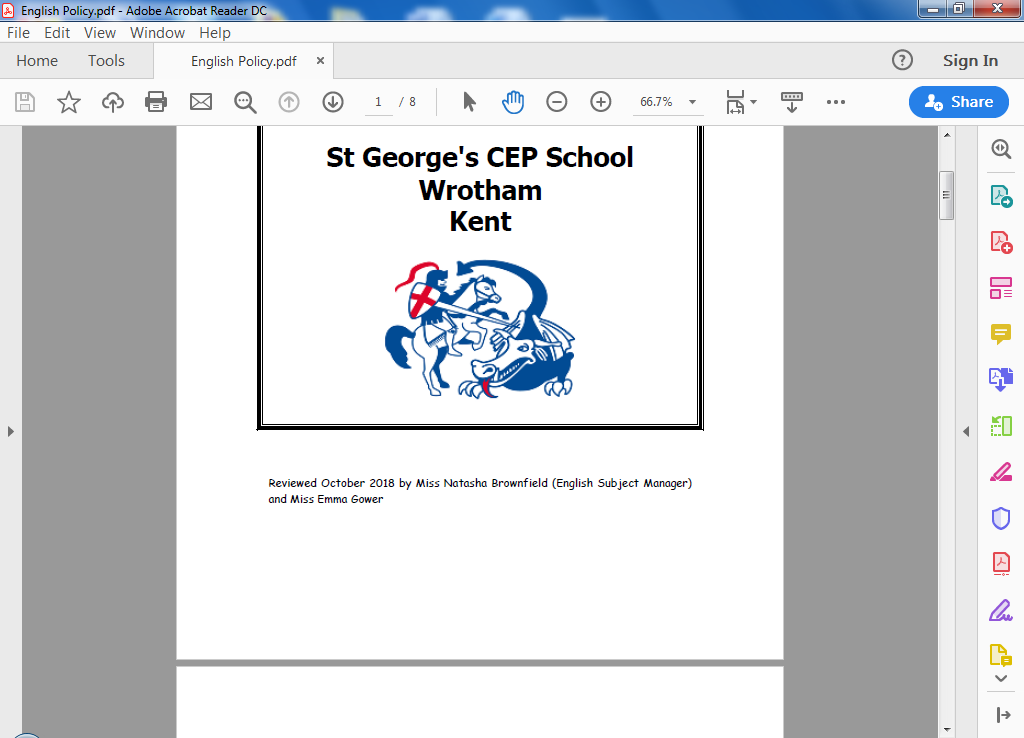 English Policy.pdf - Adobe Acrobat Reader DC
File Edit View Window Help
Home Tools English Policy.pdf × Sign In
1 / 8 66.7% Share
St George's CEP School
Wrotham
Kent
Reviewed October 2018 by Miss Natasha Brownfield (English Subject Manager)
and Miss Emma Gower